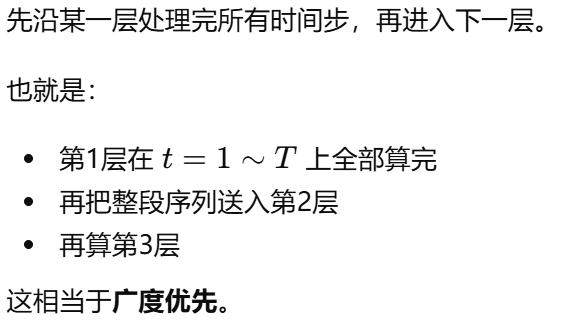 先沿某一层处理完所有时间步，再进入下一层。
也就是：
• 第1层在 t = 1 ∼ T 上全部算完
• 再把整段序列送入第2层
• 再算第3层
这相当于广度优先。